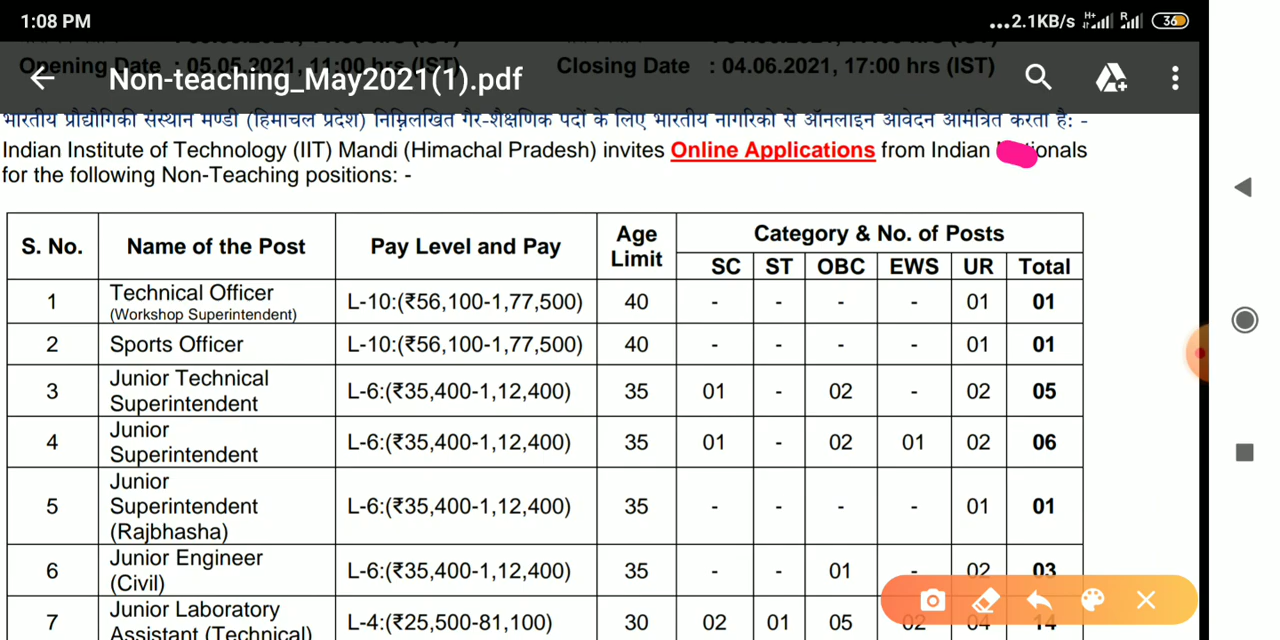 1:08 PM ...2.1KB/s H+ R 36
Opening Date : 05.05.2021, 11:00 hrs (IST) Closing Date : 04.06.2021, 17:00 hrs (IST)
Non-teaching_May2021(1).pdf
भारतीय प्रौद्योगिकी संस्थान मण्डी (हिमाचल प्रदेश) निम्नलिखित गैर-शैक्षणिक पदों के लिए भारतीय नागरिको से ऑनलाइन आवेदन आमंत्रित करता है: -
Indian Institute of Technology (IIT) Mandi (Himachal Pradesh) invites Online Applications from Indian onals
for the following Non-Teaching positions: -
S. No. Name of the Post Pay Level and Pay Age Limit Category & No. of Posts
SC ST OBC EWS UR Total
1 Technical Officer (Workshop Superintendent) L-10:(₹56,100-1,77,500) 40 - - - - 01 01
2 Sports Officer L-10:(₹56,100-1,77,500) 40 - - - - 01 01
3 Junior Technical Superintendent L-6:(₹35,400-1,12,400) 35 01 - 02 - 02 05
4 Junior Superintendent L-6:(₹35,400-1,12,400) 35 01 - 02 01 02 06
5 Junior Superintendent (Rajbhasha) L-6:(₹35,400-1,12,400) 35 - - - - 01 01
6 Junior Engineer (Civil) L-6:(₹35,400-1,12,400) 35 - - 01 - 02 03
7 Junior Laboratory Assistant (Technical) L-4:(₹25,500-81,100) 30 02 01 05 02 04 14